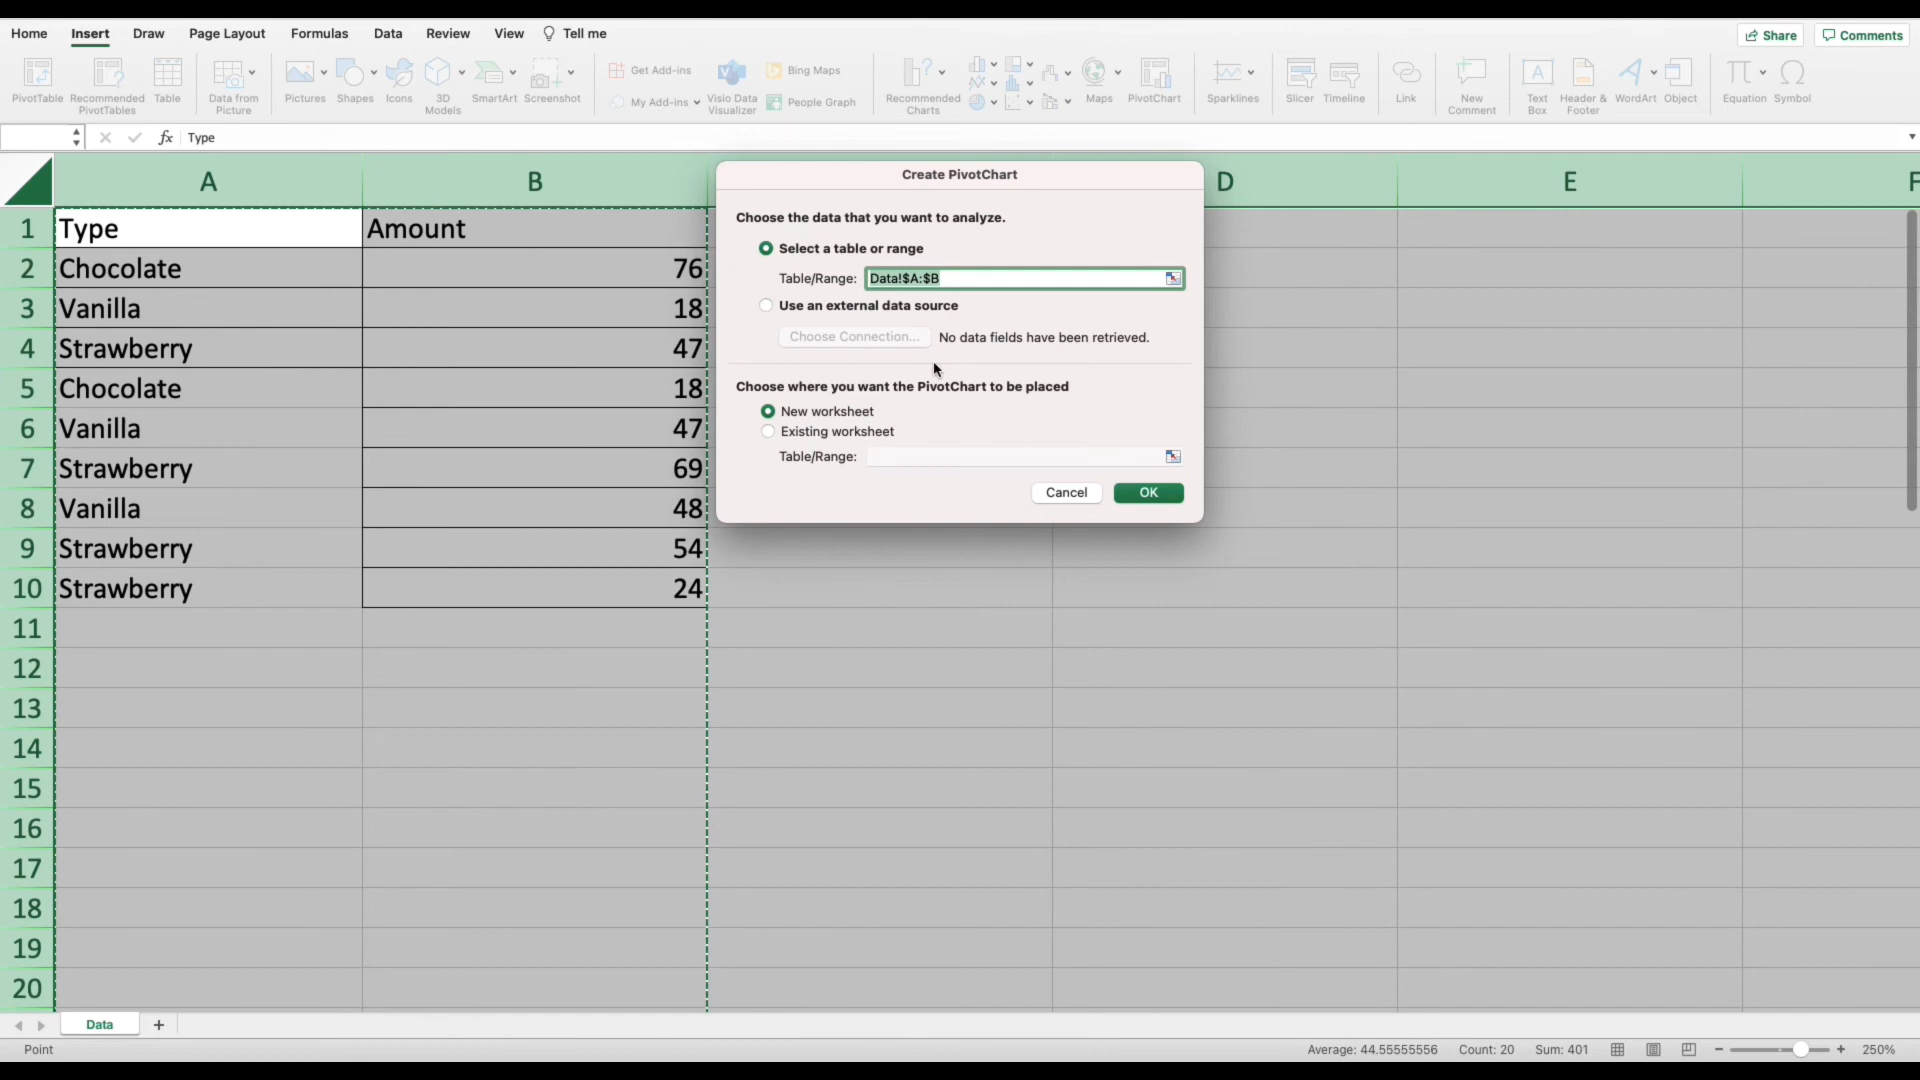 Home Insert Draw Page Layout Formulas Data Review View Tell me Share Comments
PivotTable Recommended PivotTables Table Data from Picture Pictures Shapes Icons 3D Models SmartArt Screenshot Get Add-ins My Add-ins Visio Data Visualizer Bing Maps People Graph Recommended Charts Maps PivotChart Sparklines Slicer Timeline Link New Comment Text Box Header & Footer WordArt Object Equation Symbol
fx Type
A B D E F
Create PivotChart
Choose the data that you want to analyze.
Select a table or range
Table/Range: Data!$A:$B
Use an external data source
Choose Connection... No data fields have been retrieved.
Choose where you want the PivotChart to be placed
New worksheet
Existing worksheet
Table/Range:
Cancel OK
1 Type Amount
2 Chocolate 76
3 Vanilla 18
4 Strawberry 47
5 Chocolate 18
6 Vanilla 47
7 Strawberry 69
8 Vanilla 48
9 Strawberry 54
10 Strawberry 24
11
12
13
14
15
16
17
18
19
20
Data +
Point Average: 44.55555556 Count: 20 Sum: 401 − + 250%